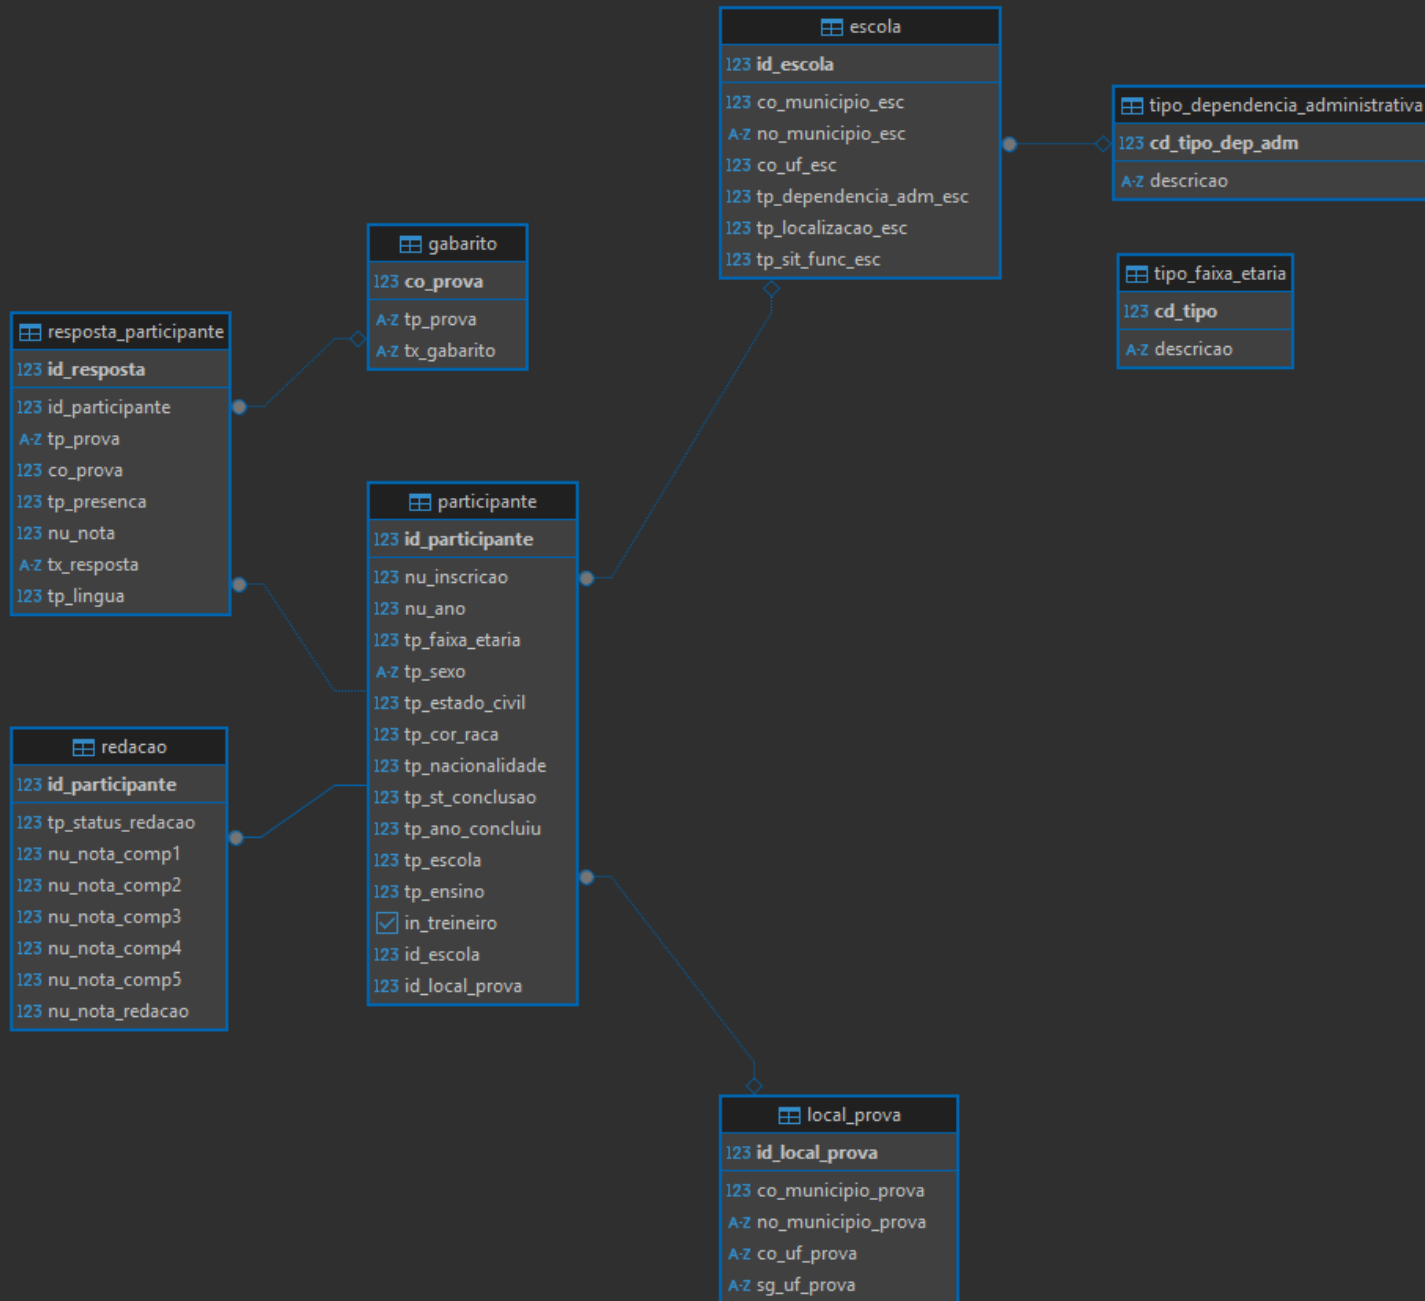 escola
123 id_escola
123 co_municipio_esc
A-Z no_municipio_esc
123 co_uf_esc
123 tp_dependencia_adm_esc
123 tp_localizacao_esc
123 tp_sit_func_esc
tipo_dependencia_administrativa
123 cd_tipo_dep_adm
A-Z descricao
tipo_faixa_etaria
123 cd_tipo
A-Z descricao
gabarito
123 co_prova
A-Z tp_prova
A-Z tx_gabarito
resposta_participante
123 id_resposta
123 id_participante
A-Z tp_prova
123 co_prova
123 tp_presenca
123 nu_nota
A-Z tx_resposta
123 tp_lingua
participante
123 id_participante
123 nu_inscricao
123 nu_ano
123 tp_faixa_etaria
A-Z tp_sexo
123 tp_estado_civil
123 tp_cor_raca
123 tp_nacionalidade
123 tp_st_conclusao
123 tp_ano_concluiu
123 tp_escola
123 tp_ensino
in_treineiro
123 id_escola
123 id_local_prova
redacao
123 id_participante
123 tp_status_redacao
123 nu_nota_comp1
123 nu_nota_comp2
123 nu_nota_comp3
123 nu_nota_comp4
123 nu_nota_comp5
123 nu_nota_redacao
local_prova
123 id_local_prova
123 co_municipio_prova
A-Z no_municipio_prova
A-Z co_uf_prova
A-Z sg_uf_prova